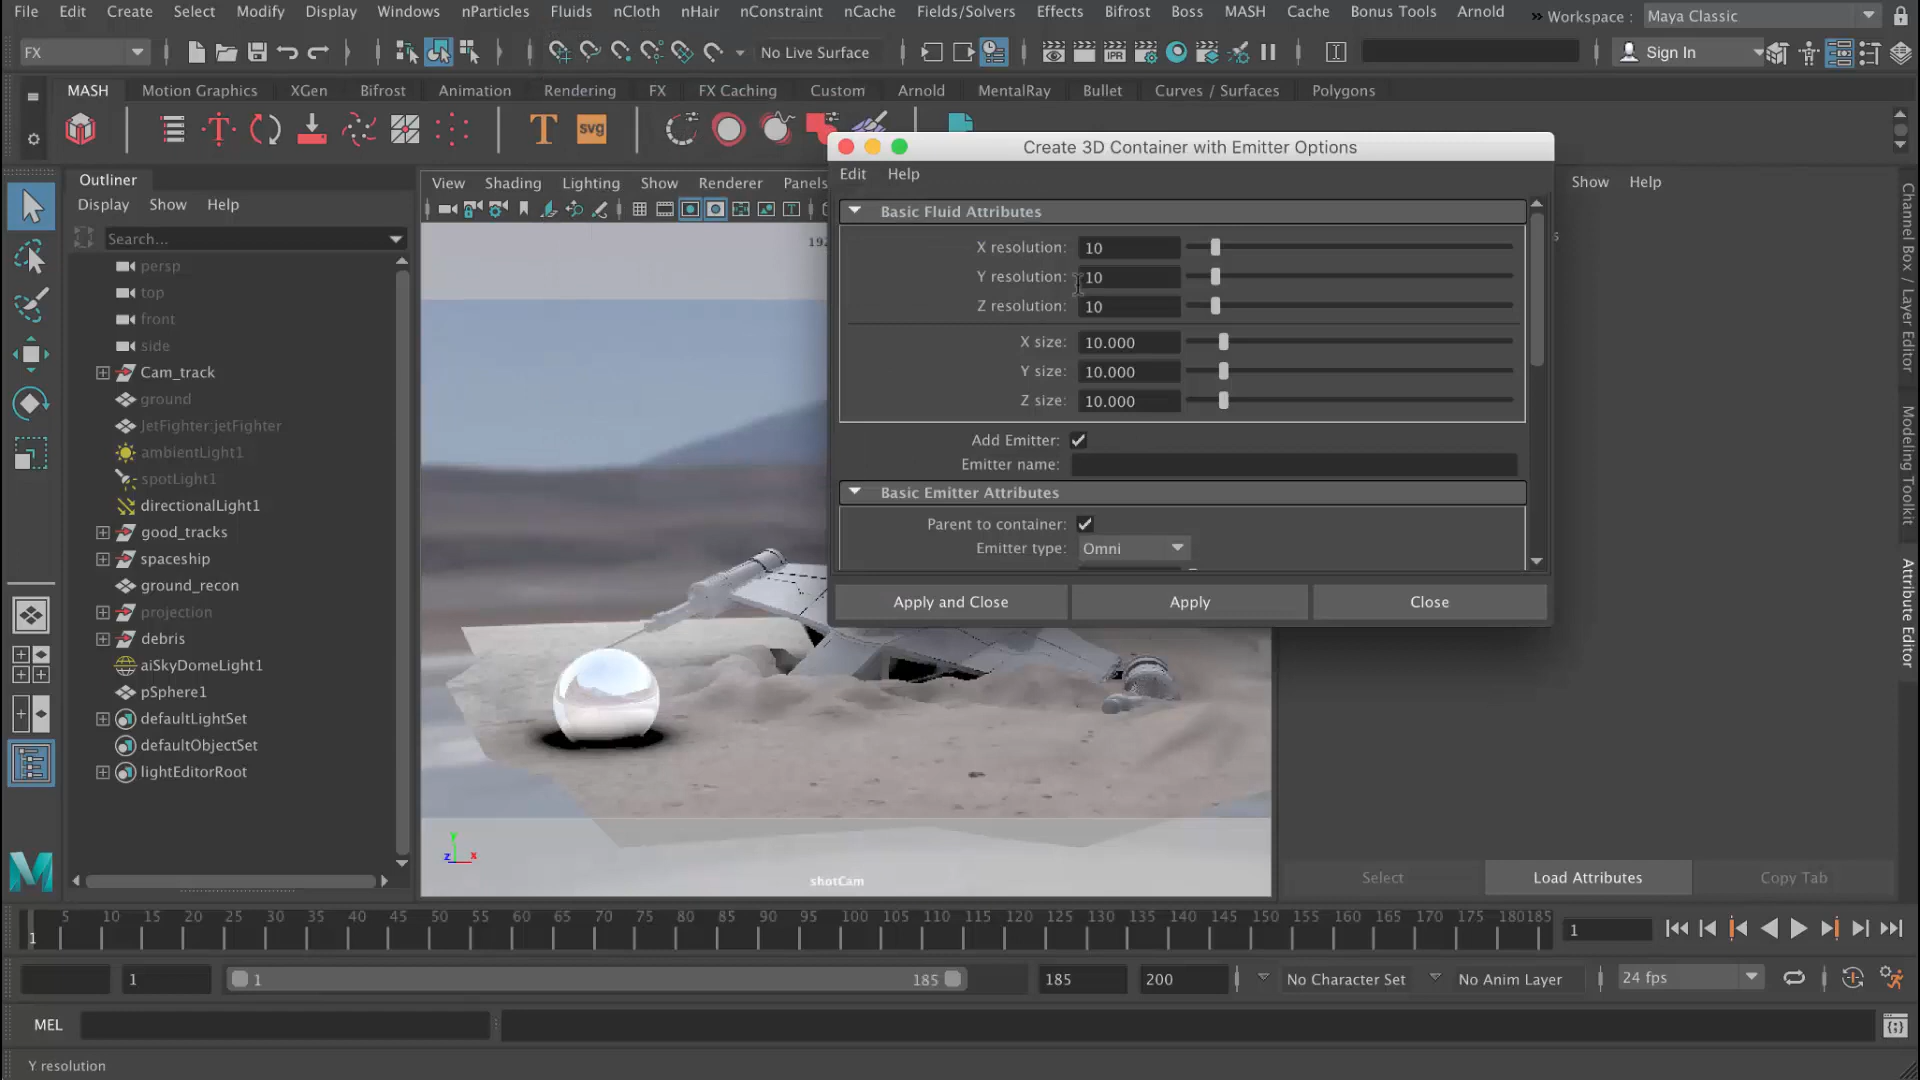 File Edit Create Select Modify Display Windows nParticles Fluids nCloth nHair nConstraint nCache Fields/Solvers Effects Bifrost Boss MASH Cache Bonus Tools Arnold » Workspace : Maya Classic
FX No Live Surface IPR Sign In
MASH Motion Graphics XGen Bifrost Animation Rendering FX FX Caching Custom Arnold MentalRay Bullet Curves / Surfaces Polygons
T svg
Create 3D Container with Emitter Options
Edit Help
Outliner
Display Show Help
Search...
persp
top
front
side
Cam_track
ground
JetFighter:jetFighter
ambientLight1
spotLight1
directionalLight1
good_tracks
spaceship
ground_recon
projection
debris
aiSkyDomeLight1
pSphere1
defaultLightSet
defaultObjectSet
lightEditorRoot
View Shading Lighting Show Renderer Panels
192
Basic Fluid Attributes
X resolution: 10
Y resolution: 10
Z resolution: 10
X size: 10.000
Y size: 10.000
Z size: 10.000
Add Emitter:
Emitter name:
Basic Emitter Attributes
Parent to container:
Emitter type: Omni
Apply and Close Apply Close
Show Help
s
Channel Box / Layer Editor
Modeling Toolkit
Attribute Editor
y
z x
shotCam
Select Load Attributes Copy Tab
5 10 15 20 25 30 35 40 45 50 55 60 65 70 75 80 85 90 95 100 105 110 115 120 125 130 135 140 145 150 155 160 165 170 175 180 185
1 1
1 1 185 185 200 No Character Set No Anim Layer 24 fps
MEL
Y resolution